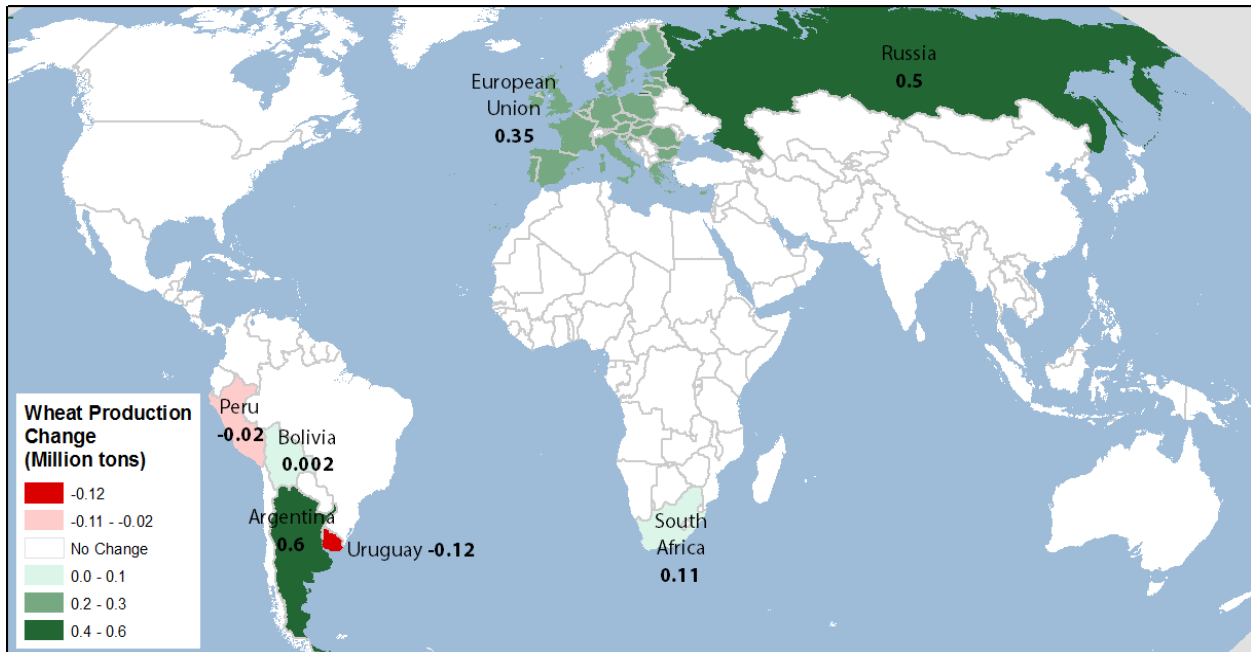 Russia
0.5
European
Union
0.35
Peru
-0.02
Bolivia
0.002
Argentina
0.6
Uruguay -0.12
South
Africa
0.11
Wheat Production
Change
(Million tons)
-0.12
-0.11 - -0.02
No Change
0.0 - 0.1
0.2 - 0.3
0.4 - 0.6